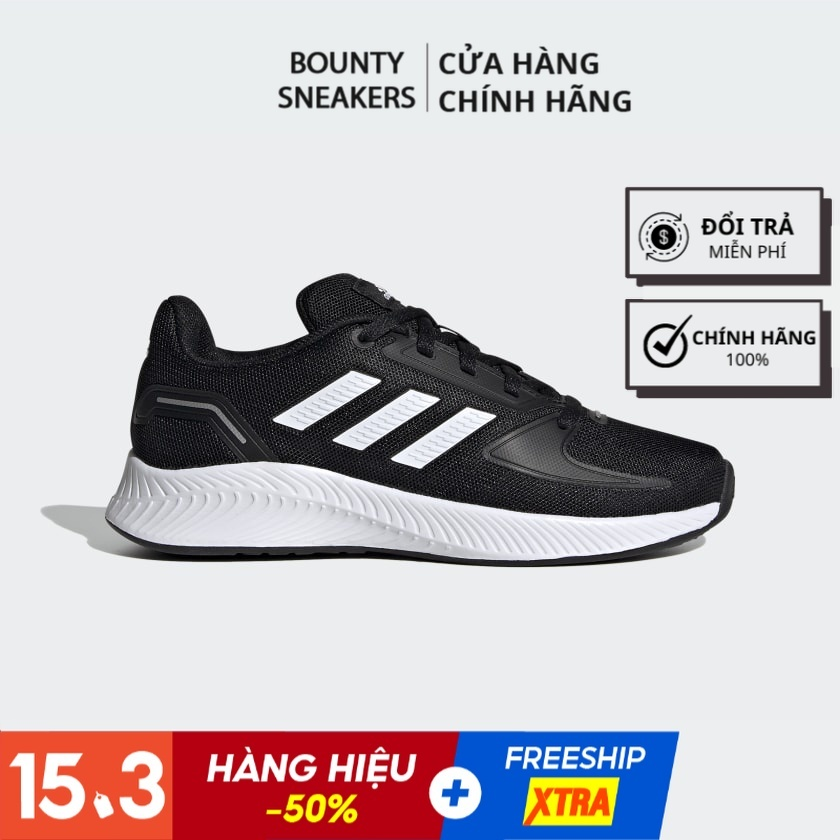 BOUNTY
SNEAKERS
CỬA HÀNG
CHÍNH HÃNG
ĐỔI TRẢ
MIỄN PHÍ
CHÍNH HÃNG
100%
15.3
HÀNG HIỆU
-50%
+
FREESHIP
XTRA